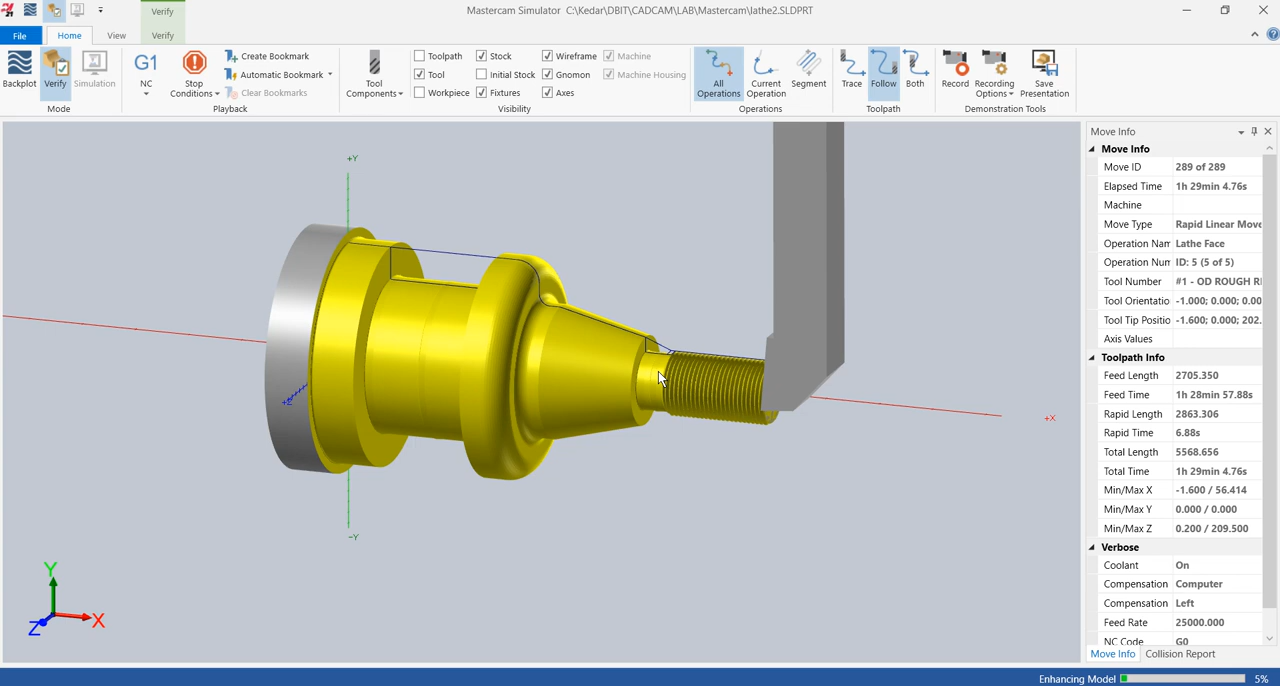 Verify
Mastercam Simulator C:\Kedar\DBIT\CADCAM\LAB\Mastercam\lathe2.SLDPRT
File Home View Verify
Backplot Verify Simulation
Mode
G1
NC
Stop Conditions
Create Bookmark
Automatic Bookmark
Clear Bookmarks
Playback
Tool Components
Toolpath Stock Wireframe Machine
Tool Initial Stock Gnomon Machine Housing
Workpiece Fixtures Axes
Visibility
All Operations
Current Operation
Segment
Operations
Trace Follow Both
Toolpath
Record
Recording Options
Save Presentation
Demonstration Tools
+Y
+Z
+X
-Y
Y
X
Z
Move Info
Move Info
Move ID 289 of 289
Elapsed Time 1h 29min 4.76s
Machine
Move Type Rapid Linear Move
Operation Nam Lathe Face
Operation Num ID: 5 (5 of 5)
Tool Number #1 - OD ROUGH RI
Tool Orientatio -1.000; 0.000; 0.00
Tool Tip Positio -1.600; 0.000; 202.
Axis Values
Toolpath Info
Feed Length 2705.350
Feed Time 1h 28min 57.88s
Rapid Length 2863.306
Rapid Time 6.88s
Total Length 5568.656
Total Time 1h 29min 4.76s
Min/Max X -1.600 / 56.414
Min/Max Y 0.000 / 0.000
Min/Max Z 0.200 / 209.500
Verbose
Coolant On
Compensation Computer
Compensation Left
Feed Rate 25000.000
NC Code G0
Move Info Collision Report
Enhancing Model 5%